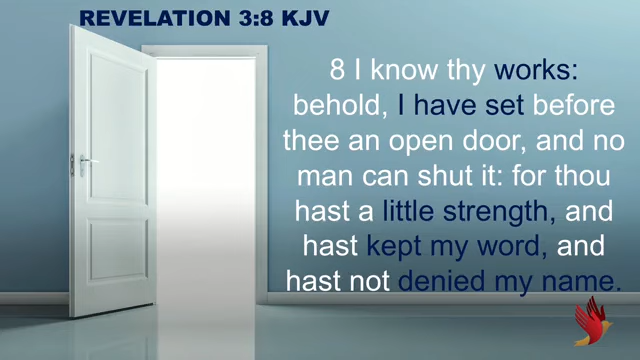 REVELATION 3:8 KJV
8 I know thy works:
behold, I have set before
thee an open door, and no
man can shut it: for thou
hast a little strength, and
hast kept my word, and
hast not denied my name.